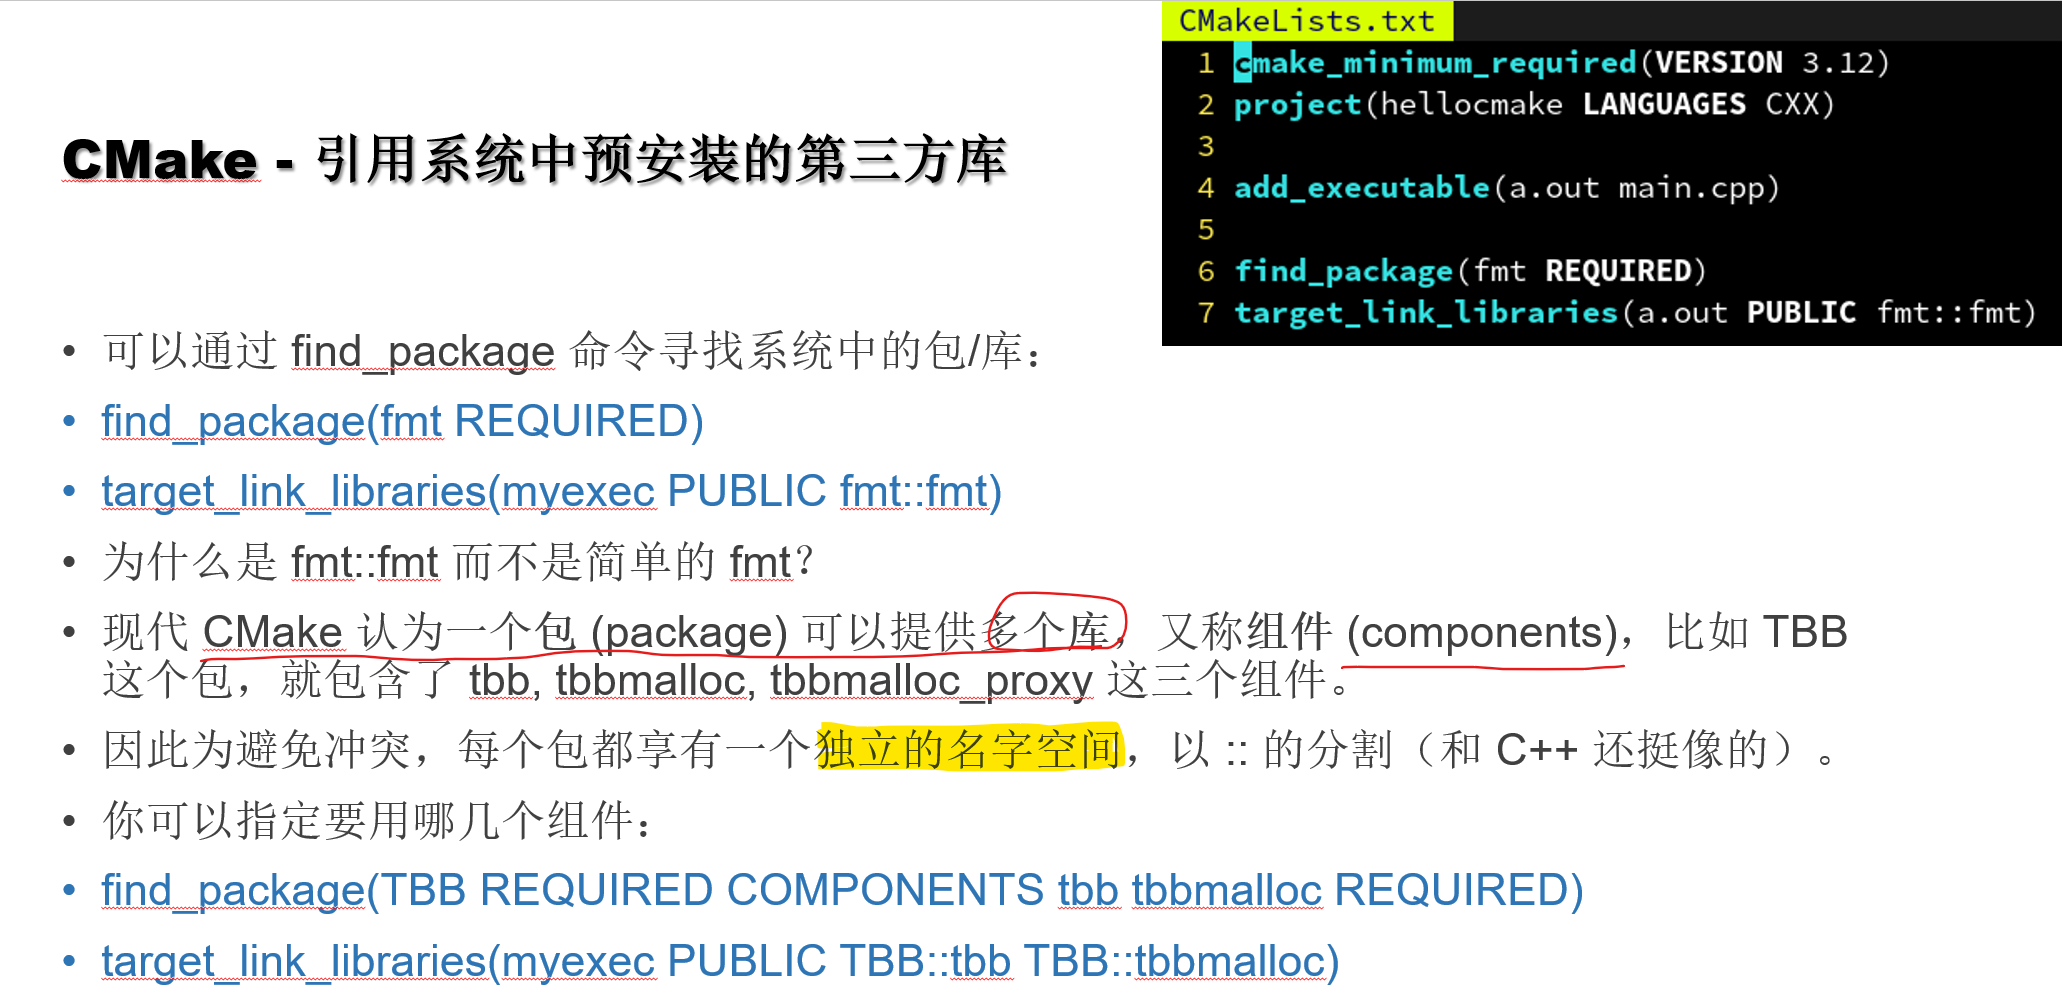 CMakeLists.txt
1 cmake_minimum_required(VERSION 3.12)
2 project(hellocmake LANGUAGES CXX)
3
4 add_executable(a.out main.cpp)
5
6 find_package(fmt REQUIRED)
7 target_link_libraries(a.out PUBLIC fmt::fmt)
CMake - 引用系统中预安装的第三方库
• 可以通过 find_package 命令寻找系统中的包/库：
• find_package(fmt REQUIRED)
• target_link_libraries(myexec PUBLIC fmt::fmt)
• 为什么是 fmt::fmt 而不是简单的 fmt？
• 现代 CMake 认为一个包 (package) 可以提供多个库，又称组件 (components)，比如 TBB
这个包，就包含了 tbb, tbbmalloc, tbbmalloc_proxy 这三个组件。
• 因此为避免冲突，每个包都享有一个独立的名字空间，以 :: 的分割（和 C++ 还挺像的）。
• 你可以指定要用哪几个组件：
• find_package(TBB REQUIRED COMPONENTS tbb tbbmalloc REQUIRED)
• target_link_libraries(myexec PUBLIC TBB::tbb TBB::tbbmalloc)